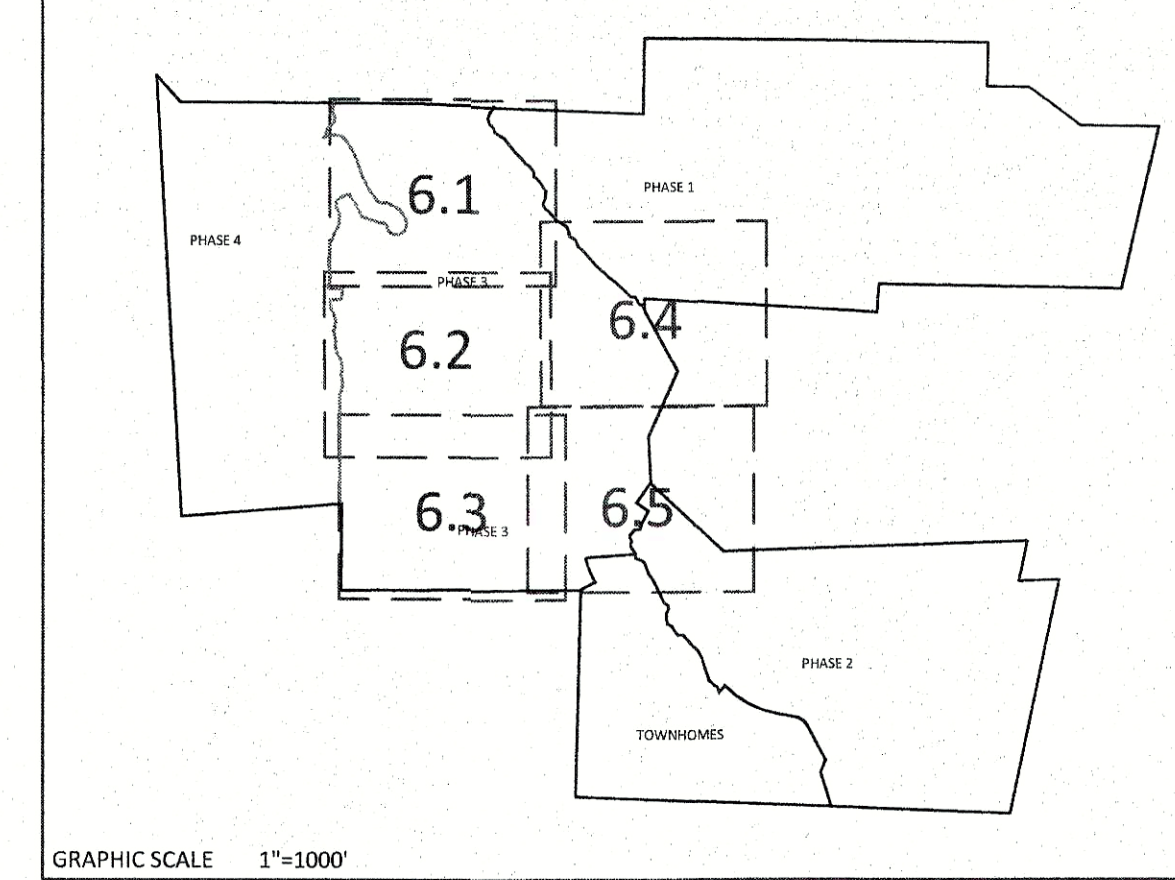 PHASE 1
6.1
PHASE 4
PHASE 3
6.4
6.2
6.3
PHASE 3
6.5
PHASE 2
TOWNHOMES
GRAPHIC SCALE 1"=1000'